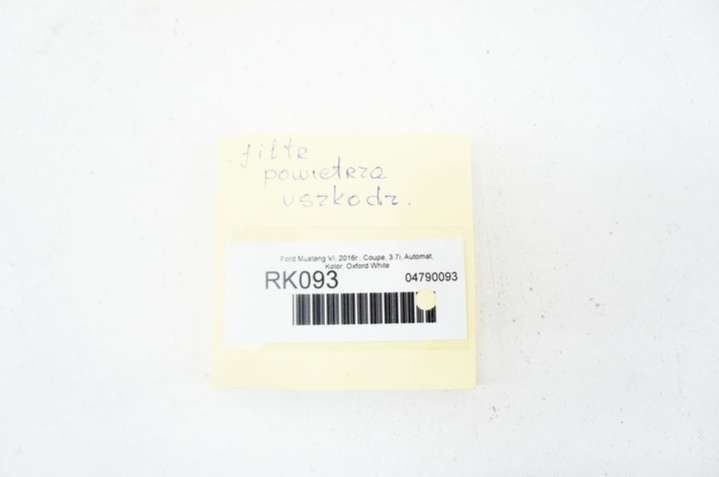 filtr
powietrza
uszkodz.
Ford Mustang VI, 2016r., Coupe, 3.7i, Automat,
Kolor: Oxford White
RK093 04790093